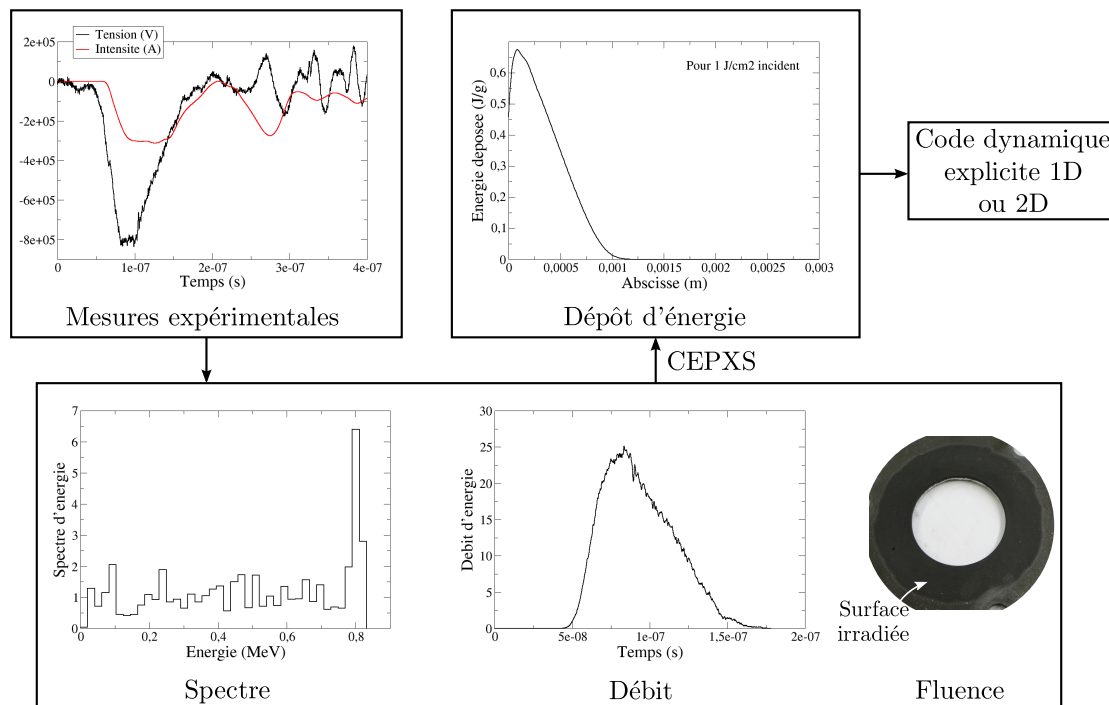 Tension (V)
Intensite (A)
2e+05
0
-2e+05
-4e+05
-6e+05
-8e+05
0 1e-07 2e-07 3e-07 4e-07
Temps (s)
Mesures expérimentales
Pour 1 J/cm2 incident
Energie deposee (J/g)
0,6
0,5
0,4
0,3
0,2
0,1
0
0 0,0005 0,001 0,0015 0,002 0,0025 0,003
Abscisse (m)
Dépôt d'énergie
Code dynamique
explicite 1D
ou 2D
CEPXS
Spectre d'energie
7
6
5
4
3
2
1
0
0 0,2 0,4 0,6 0,8
Energie (MeV)
Spectre
Debit d'energie
30
25
20
15
10
5
0
0 5e-08 1e-07 1,5e-07 2e-07
Temps (s)
Débit
Surface
irradiée
Fluence